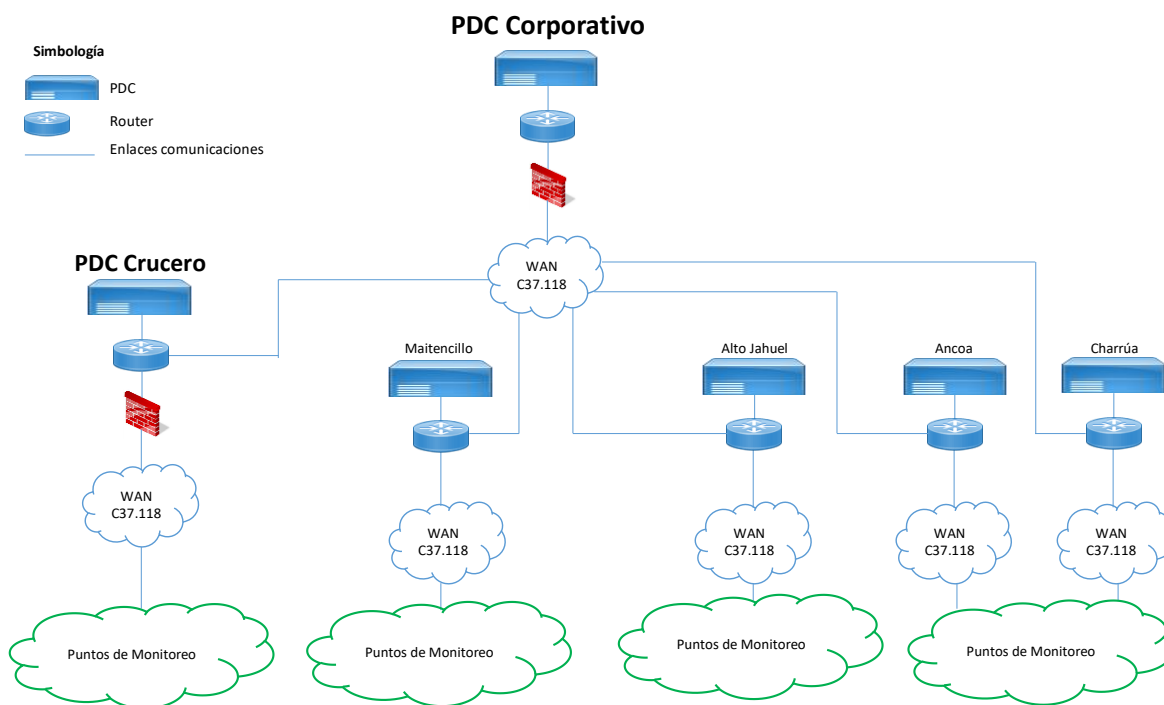 PDC Corporativo
Simbología
PDC
Router
Enlaces comunicaciones
WAN
C37.118
PDC Crucero
Maitencillo
Alto Jahuel
Ancoa
Charrúa
WAN
C37.118
WAN
C37.118
WAN
C37.118
WAN
C37.118
WAN
C37.118
Puntos de Monitoreo
Puntos de Monitoreo
Puntos de Monitoreo
Puntos de Monitoreo